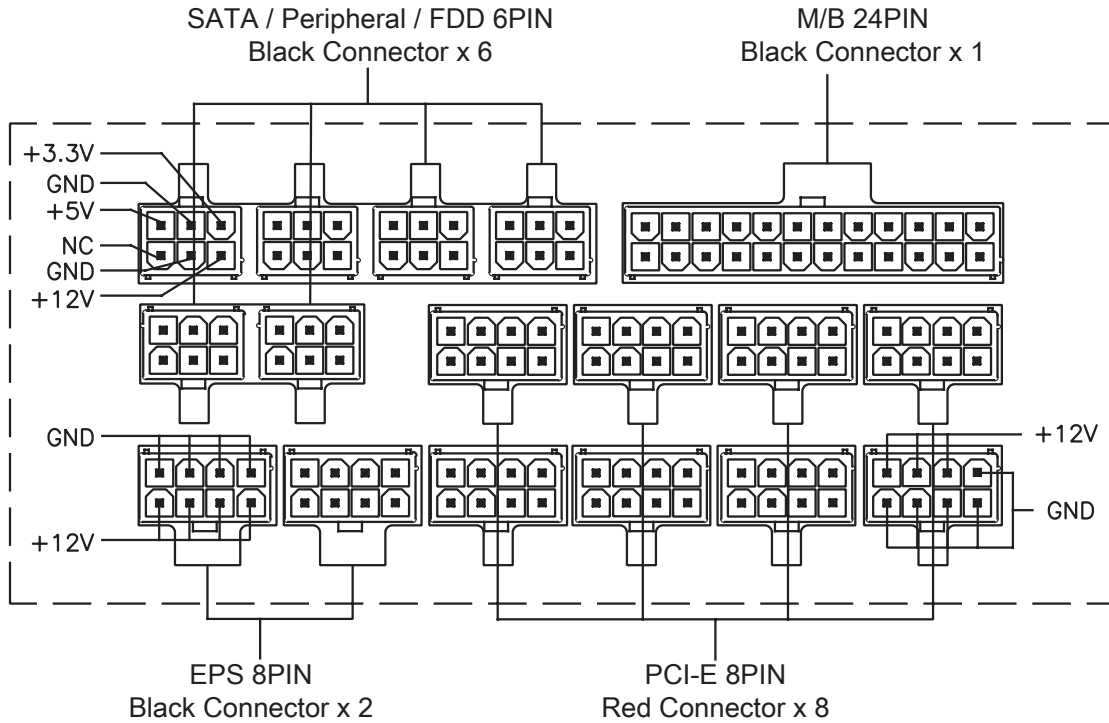 SATA / Peripheral / FDD 6PIN
Black Connector x 6
M/B 24PIN
Black Connector x 1
+3.3V
GND
+5V
NC
GND
+12V
GND
+12V
+12V
GND
EPS 8PIN
Black Connector x 2
PCI-E 8PIN
Red Connector x 8